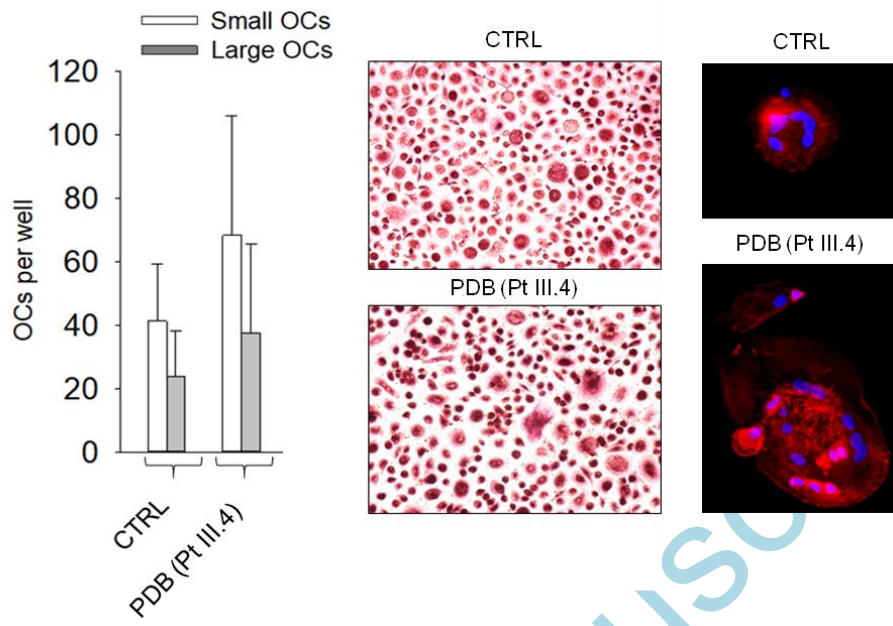 Small OCs
Large OCs
120
100
80
60
40
20
0
OCs per well
CTRL
PDB (Pt III.4)
CTRL
PDB (Pt III.4)
CTRL
PDB (Pt III.4)